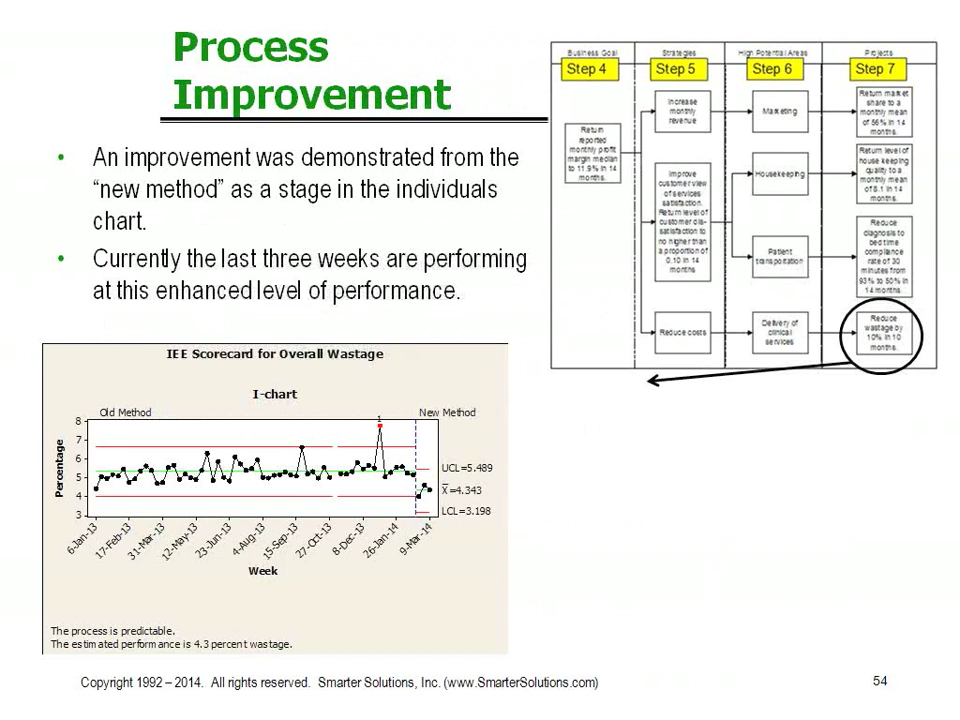 Process
Improvement
• An improvement was demonstrated from the
“new method” as a stage in the individuals
chart.
• Currently the last three weeks are performing
at this enhanced level of performance.
Business Goal
Strategies
High Potential Areas
Projects
Step 4
Step 5
Step 6
Step 7
Return
reported
monthly profit
margin median
to 11.9% in 14
months.
Increase
monthly
revenue
Marketing
Return market
share to a
monthly mean
of 56% in 14
months.
Improve
customer view
of services
satisfaction.
Return level of
customer dis-
satisfaction to
no higher than
a proportion of
0.10 in 14
months
Housekeeping
Return level of
house keeping
quality to a
monthly mean
of 8.1 in 14
months.
Patient
transportation
Reduce
diagnosis to
bed time
compliance
rate of 30
minutes from
93% to 50% in
14 months.
Reduce costs
Delivery of
clinical
services
Reduce
wastage by
10% in 10
months.
IEE Scorecard for Overall Wastage
I-chart
Old Method
New Method
1
8
7
6
5
4
3
Percentage
UCL=5.489
X̅=4.343
LCL=3.198
6-Jan-13
17-Feb-13
31-Mar-13
12-May-13
23-Jun-13
4-Aug-13
15-Sep-13
27-Oct-13
8-Dec-13
26-Jan-14
9-Mar-14
Week
The process is predictable.
The estimated performance is 4.3 percent wastage.
Copyright 1992 – 2014. All rights reserved. Smarter Solutions, Inc. (www.SmarterSolutions.com)
54